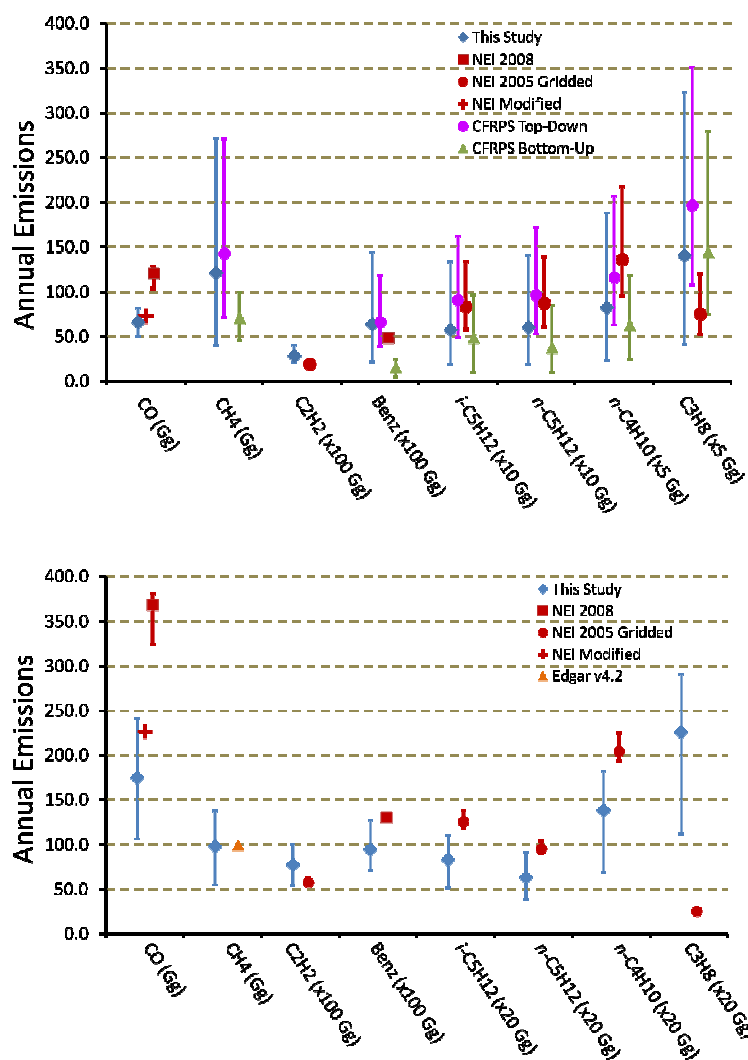 400.0
350.0
300.0
250.0
200.0
150.0
100.0
50.0
0.0
Annual Emissions
This Study
NEI 2008
NEI 2005 Gridded
NEI Modified
CFRPS Top-Down
CFRPS Bottom-Up
CO (Gg)
CH4 (Gg)
C2H2 (x100 Gg)
Benz (x100 Gg)
i-C5H12 (x10 Gg)
n-C5H12 (x10 Gg)
n-C4H10 (x5 Gg)
C3H8 (x5 Gg)
400.0
350.0
300.0
250.0
200.0
150.0
100.0
50.0
0.0
Annual Emissions
This Study
NEI 2008
NEI 2005 Gridded
NEI Modified
Edgar v4.2
CO (Gg)
CH4 (Gg)
C2H2 (x100 Gg)
Benz (x100 Gg)
i-C5H12 (x20 Gg)
n-C5H12 (x20 Gg)
n-C4H10 (x20 Gg)
C3H8 (x20 Gg)